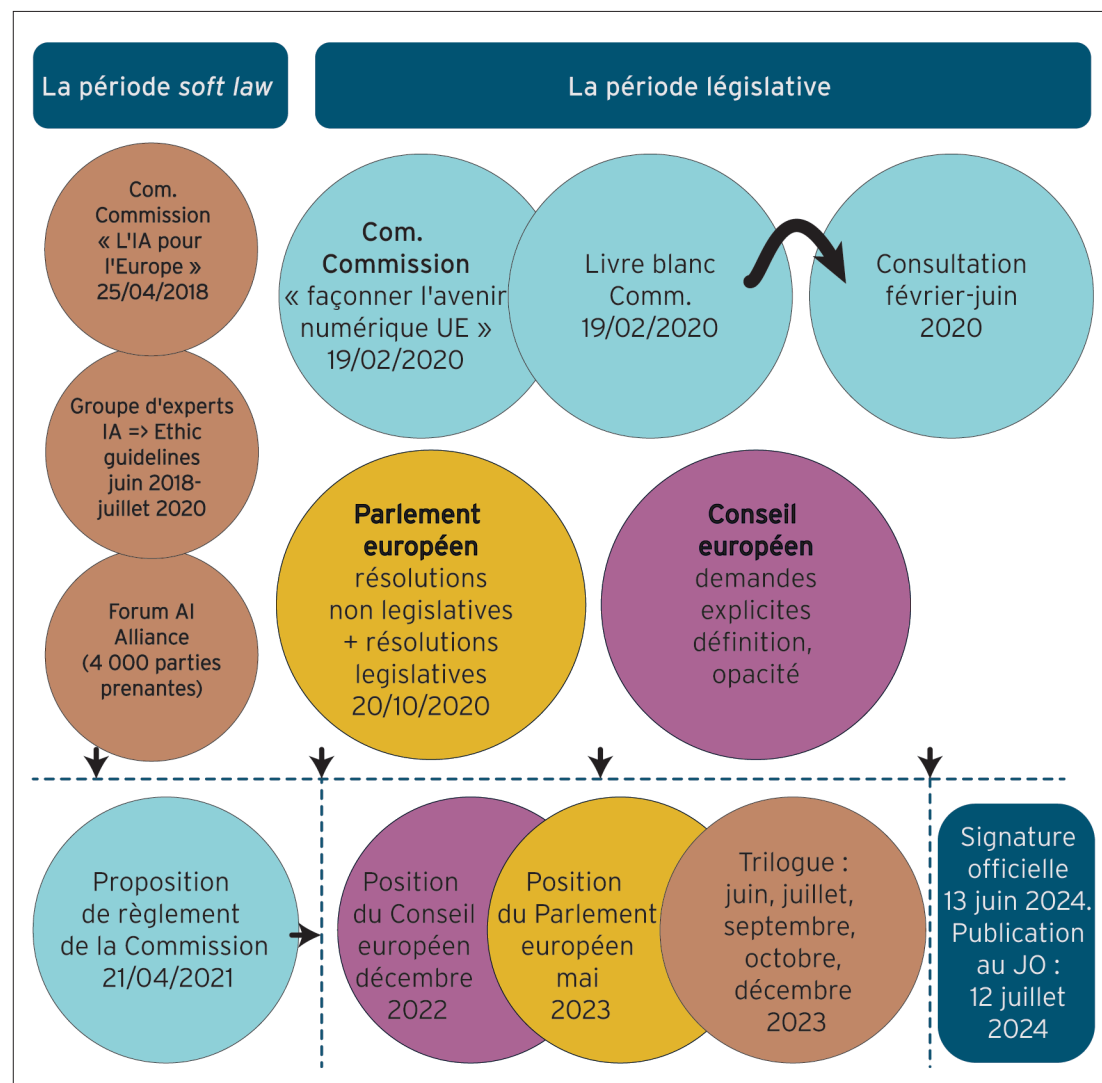 La période soft law
La période législative
Com.
Commission
« L'IA pour
l'Europe »
25/04/2018
Groupe d'experts
IA => Ethic
guidelines
juin 2018-
juillet 2020
Forum AI
Alliance
(4 000 parties
prenantes)
Com.
Commission
« façonner l'avenir
numérique UE »
19/02/2020
Livre blanc
Comm.
19/02/2020
Consultation
février-juin
2020
Parlement
européen
résolutions
non legislatives
+ résolutions
legislatives
20/10/2020
Conseil
européen
demandes
explicites
définition,
opacité
Proposition
de règlement
de la Commission
21/04/2021
Position
du Conseil
européen
décembre
2022
Position
du Parlement
européen
mai
2023
Trilogue :
juin, juillet,
septembre,
octobre,
décembre
2023
Signature
officielle
13 juin 2024.
Publication
au JO :
12 juillet
2024